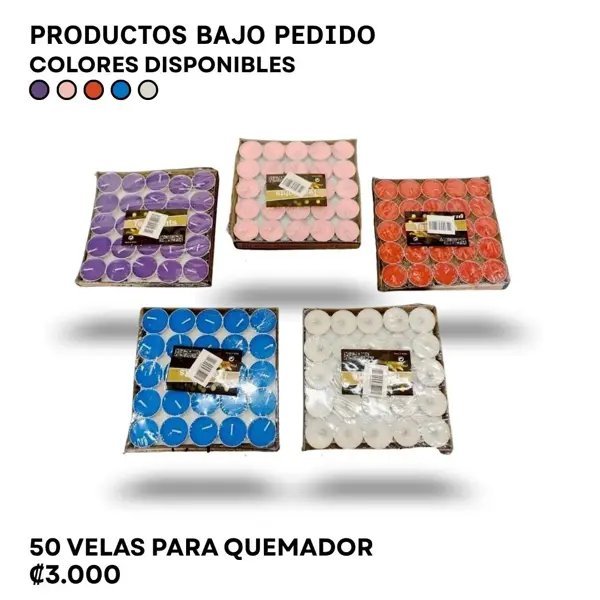 PRODUCTOS BAJO PEDIDO
COLORES DISPONIBLES
50 VELAS PARA QUEMADOR
₡3.000